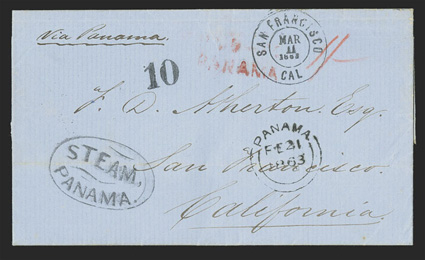 Via Panama.
10
PANAMA
SAN FRANCISCO
MAR
11
1863
CAL
F. D. Atherton Esq.
STEAM,
PANAMA.
PANAMA
FE 21
1863
San Francisco
California.